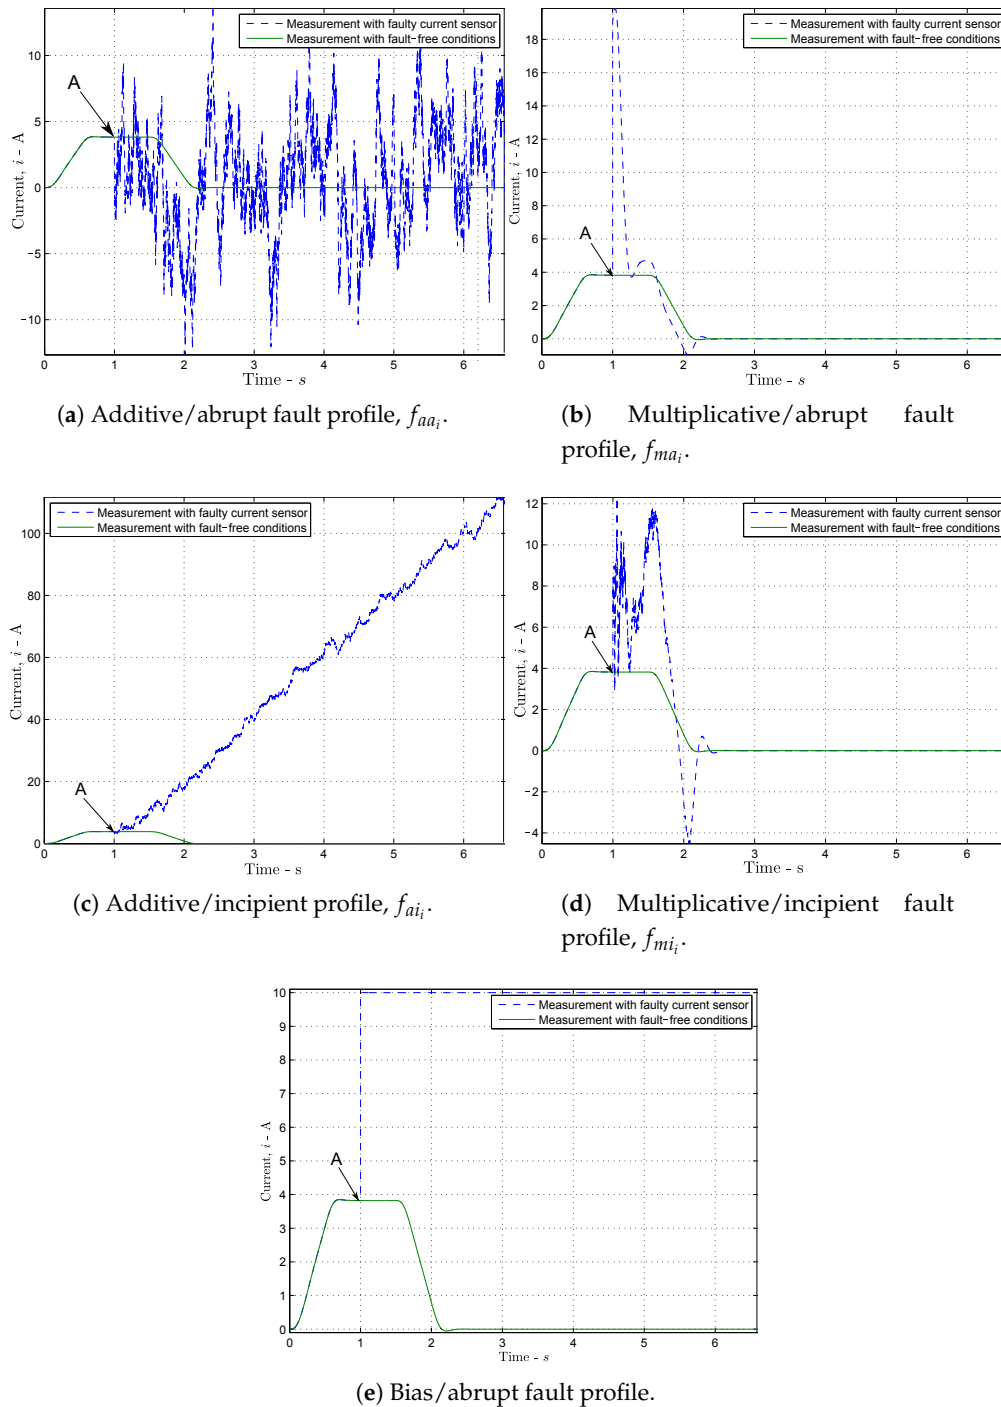 Measurement with faulty current sensor
Measurement with fault-free conditions
A
10
5
0
−5
−10
Current, i - A
0 1 2 3 4 5 6
Time - s
(a) Additive/abrupt fault profile, f_{aa_i}.
Measurement with faulty current sensor
Measurement with fault-free conditions
A
18
16
14
12
10
8
6
4
2
0
Current, i - A
0 1 2 3 4 5 6
Time - s
(b) Multiplicative/abrupt fault
profile, f_{ma_i}.
Measurement with faulty current sensor
Measurement with fault-free conditions
A
100
80
60
40
20
0
Current, i - A
0 1 2 3 4 5 6
Time - s
(c) Additive/incipient profile, f_{ai_i}.
Measurement with faulty current sensor
Measurement with fault-free conditions
A
12
10
8
6
4
2
0
−2
−4
Current, i - A
0 1 2 3 4 5 6
Time - s
(d) Multiplicative/incipient fault
profile, f_{mi_i}.
Measurement with faulty current sensor
Measurement with fault-free conditions
A
10
9
8
7
6
5
4
3
2
1
0
Current, i - A
0 1 2 3 4 5 6
Time - s
(e) Bias/abrupt fault profile.